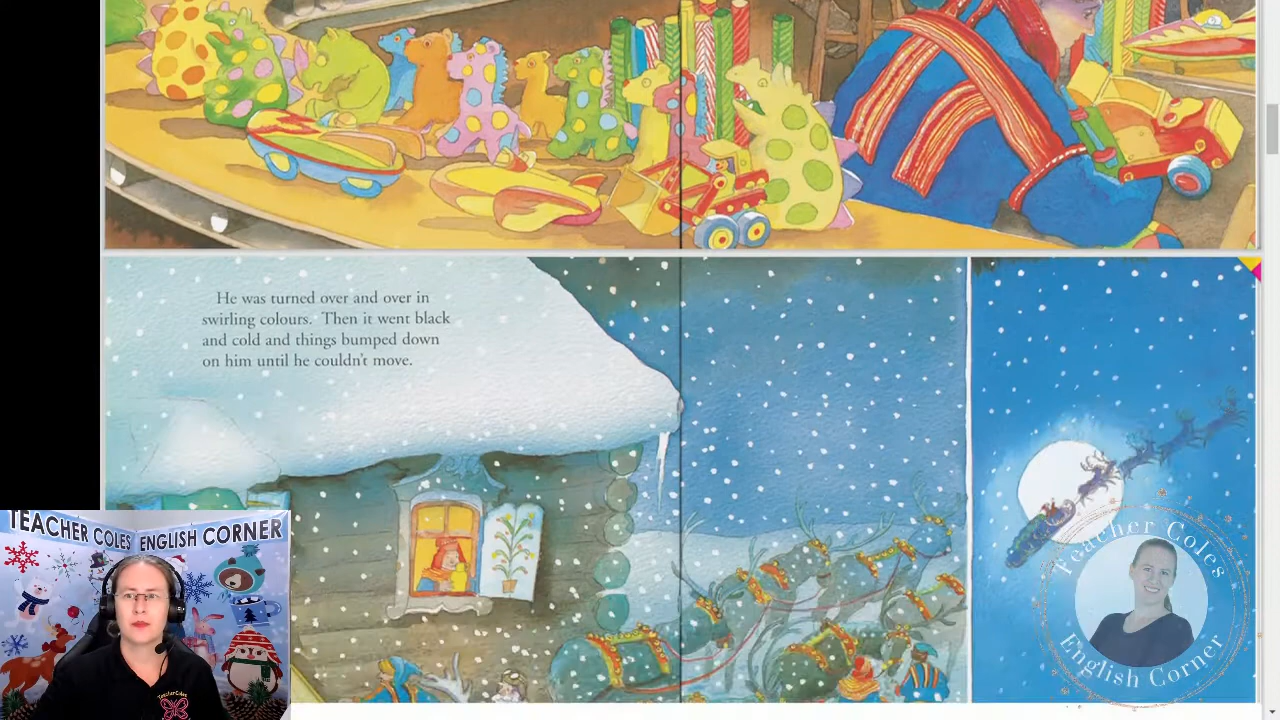 He was turned over and over in
swirling colours. Then it went black
and cold and things bumped down
on him until he couldn't move.
TEACHER COLES ENGLISH CORNER
TeacherColes
Teacher Coles
English Corner